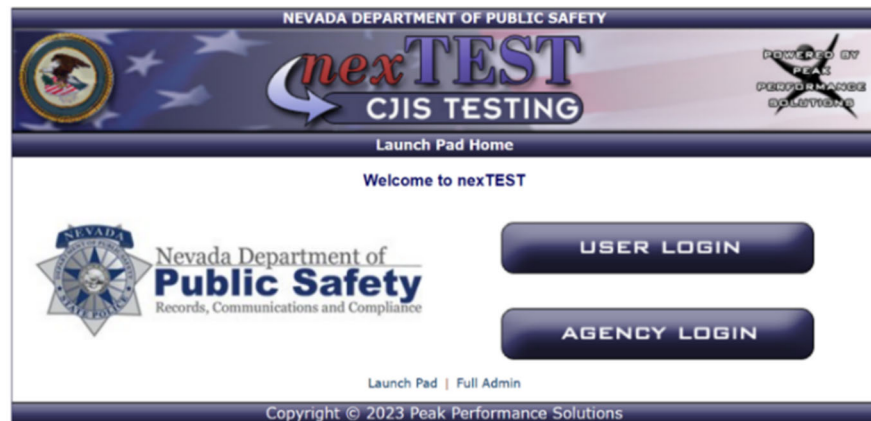 NEVADA DEPARTMENT OF PUBLIC SAFETY
nexTEST
CJIS TESTING
POWERED BY
PEAK
PERFORMANCE
SOLUTIONS
Launch Pad Home
Welcome to nexTEST
NEVADA
STATE POLICE
Nevada Department of
Public Safety
Records, Communications and Compliance
USER LOGIN
AGENCY LOGIN
Launch Pad | Full Admin
Copyright © 2023 Peak Performance Solutions